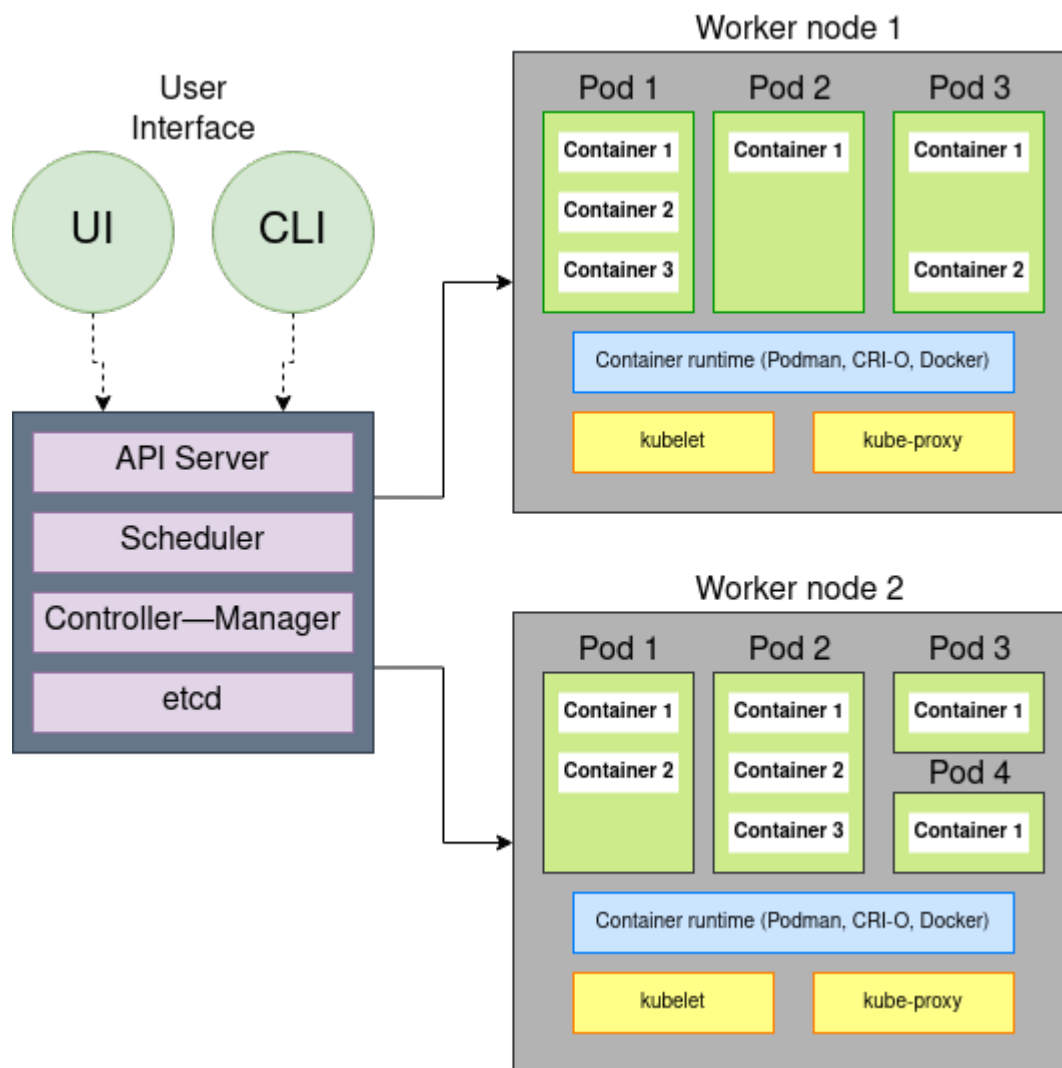 User
Interface
UI
CLI
API Server
Scheduler
Controller—Manager
etcd
Worker node 1
Pod 1
Container 1
Container 2
Container 3
Pod 2
Container 1
Pod 3
Container 1
Container 2
Container runtime (Podman, CRI-O, Docker)
kubelet
kube-proxy
Worker node 2
Pod 1
Container 1
Container 2
Pod 2
Container 1
Container 2
Container 3
Pod 3
Container 1
Pod 4
Container 1
Container runtime (Podman, CRI-O, Docker)
kubelet
kube-proxy